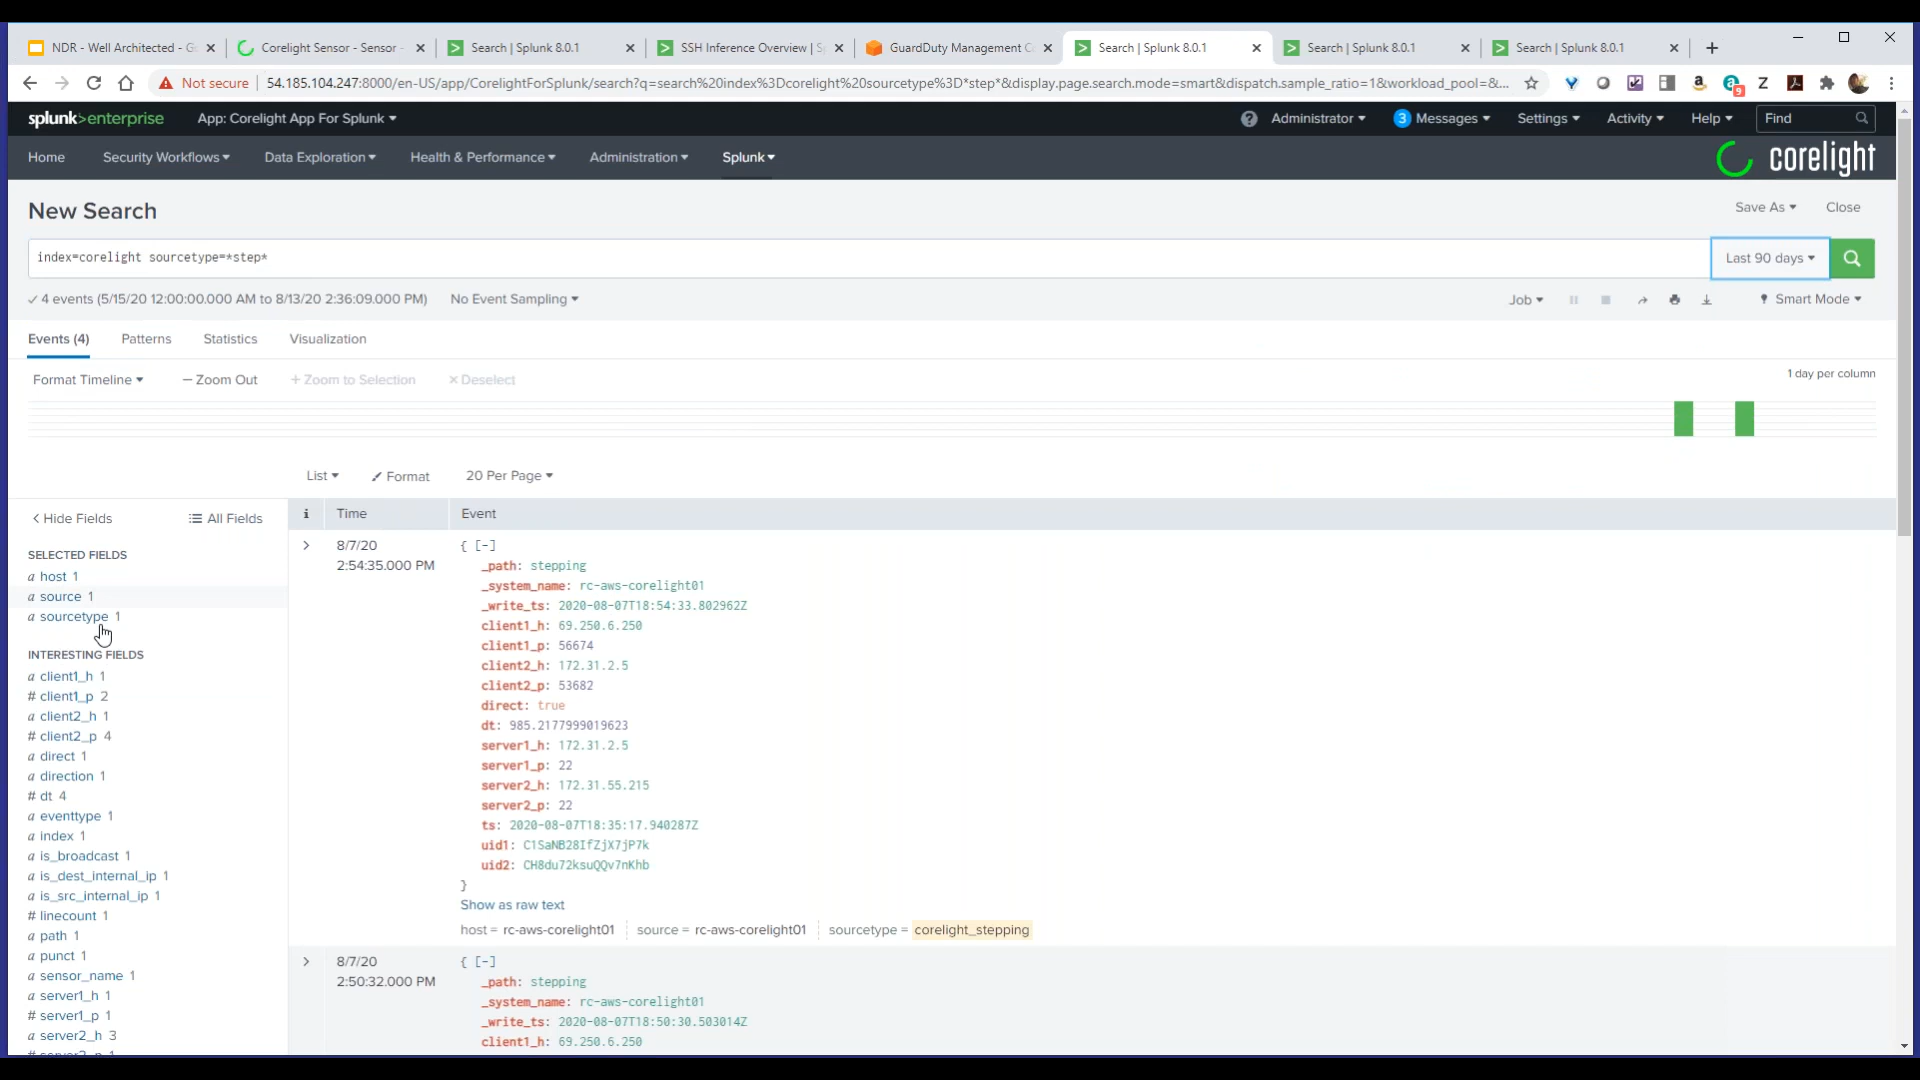 NDR - Well Architected - G
Corelight Sensor - Sensor -
Search | Splunk 8.0.1
SSH Inference Overview | S
GuardDuty Management C
Search | Splunk 8.0.1
Search | Splunk 8.0.1
Search | Splunk 8.0.1
Not secure
54.185.104.247:8000/en-US/app/CorelightForSplunk/search?q=search%20index%3Dcorelight%20sourcetype%3D*step*&display.page.search.mode=smart&dispatch.sample_ratio=1&workload_pool=&...
9
splunk>enterprise
App: Corelight App For Splunk
Administrator
3 Messages
Settings
Activity
Help
Find
Home
Security Workflows
Data Exploration
Health & Performance
Administration
Splunk
corelight
New Search
Save As
Close
index=corelight sourcetype=*step*
Last 90 days
✓ 4 events (5/15/20 12:00:00.000 AM to 8/13/20 2:36:09.000 PM)
No Event Sampling
Job
Smart Mode
Events (4)
Patterns
Statistics
Visualization
Format Timeline
— Zoom Out
+ Zoom to Selection
× Deselect
1 day per column
List
Format
20 Per Page
< Hide Fields
All Fields
i
Time
Event
SELECTED FIELDS
a host 1
a source 1
a sourcetype 1
INTERESTING FIELDS
a client1_h 1
# client1_p 2
a client2_h 1
# client2_p 4
a direct 1
a direction 1
# dt 4
a eventtype 1
a index 1
a is_broadcast 1
a is_dest_internal_ip 1
a is_src_internal_ip 1
# linecount 1
a path 1
a punct 1
a sensor_name 1
a server1_h 1
# server1_p 1
a server2_h 3
# server2_p 1
8/7/20
2:54:35.000 PM
{ [-]
_path: stepping
_system_name: rc-aws-corelight01
_write_ts: 2020-08-07T18:54:33.802962Z
client1_h: 69.250.6.250
client1_p: 56674
client2_h: 172.31.2.5
client2_p: 53682
direct: true
dt: 985.2177999019623
server1_h: 172.31.2.5
server1_p: 22
server2_h: 172.31.55.215
server2_p: 22
ts: 2020-08-07T18:35:17.940287Z
uid1: C1SaNB28IfZjX7jP7k
uid2: CH8du72ksuQQv7nKhb
}
Show as raw text
host = rc-aws-corelight01
source = rc-aws-corelight01
sourcetype = corelight_stepping
8/7/20
2:50:32.000 PM
{ [-]
_path: stepping
_system_name: rc-aws-corelight01
_write_ts: 2020-08-07T18:50:30.503014Z
client1_h: 69.250.6.250